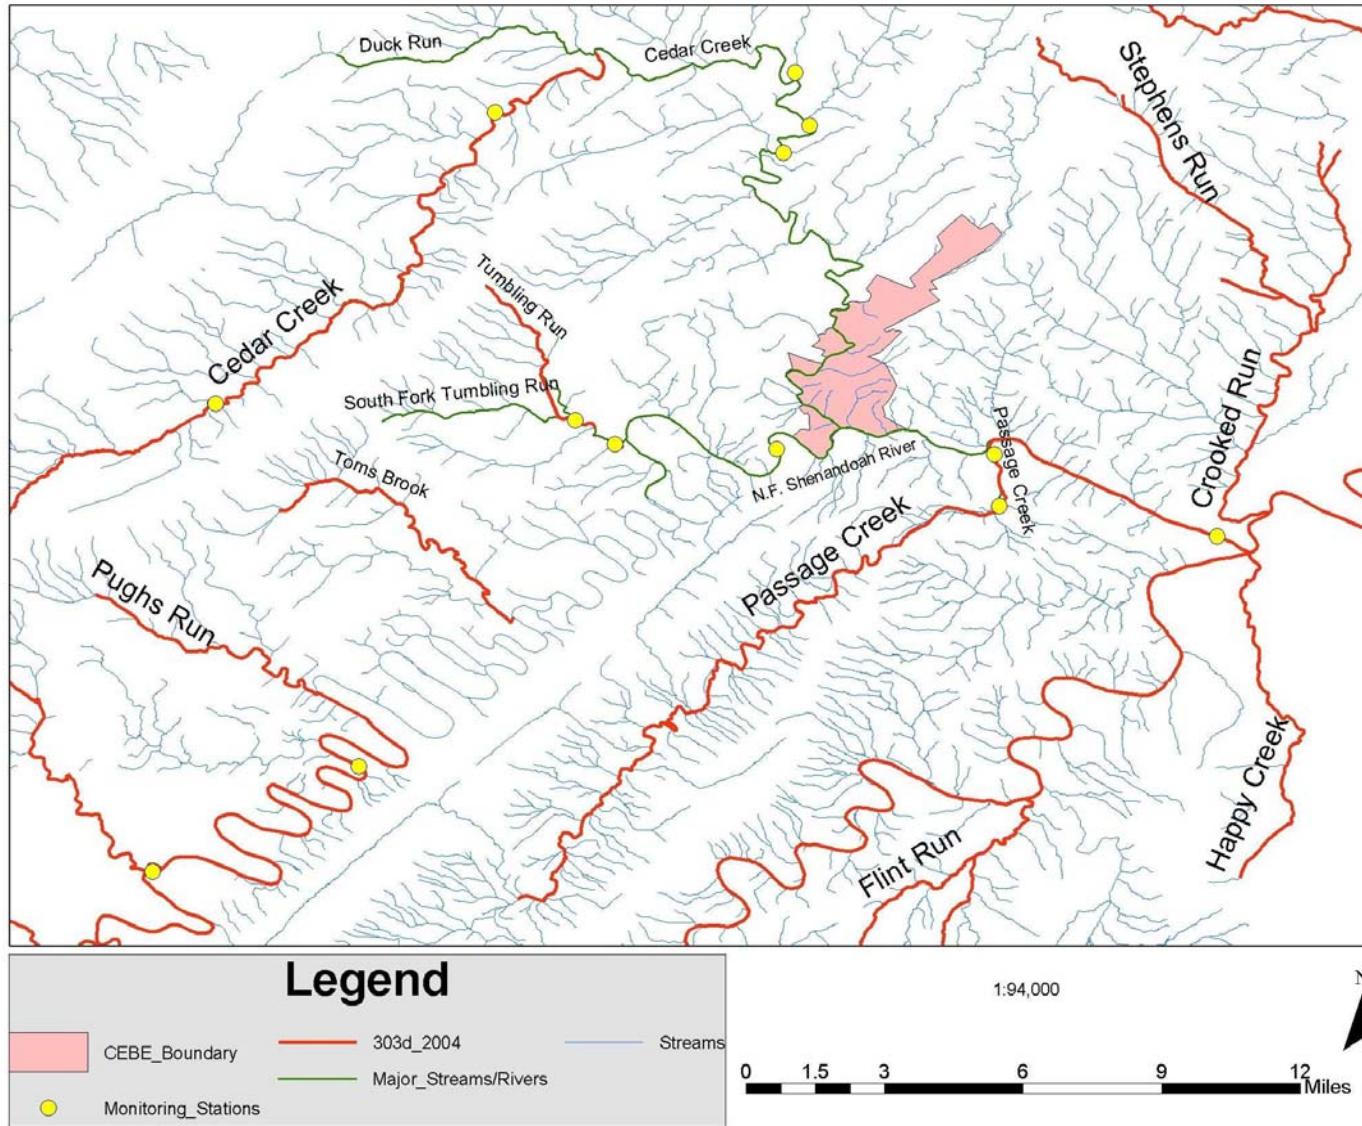 Duck Run
Cedar Creek
Stephens Run
Tumbling Run
Cedar Creek
South Fork Tumbling Run
Crooked Run
Passage Creek
Toms Brook
N.F. Shenandoah River
Passage Creek
Pughs Run
Happy Creek
Flint Run
Legend
CEBE_Boundary
303d_2004
Streams
Major_Streams/Rivers
Monitoring_Stations
1:94,000
N
0 1.5 3 6 9 12
Miles